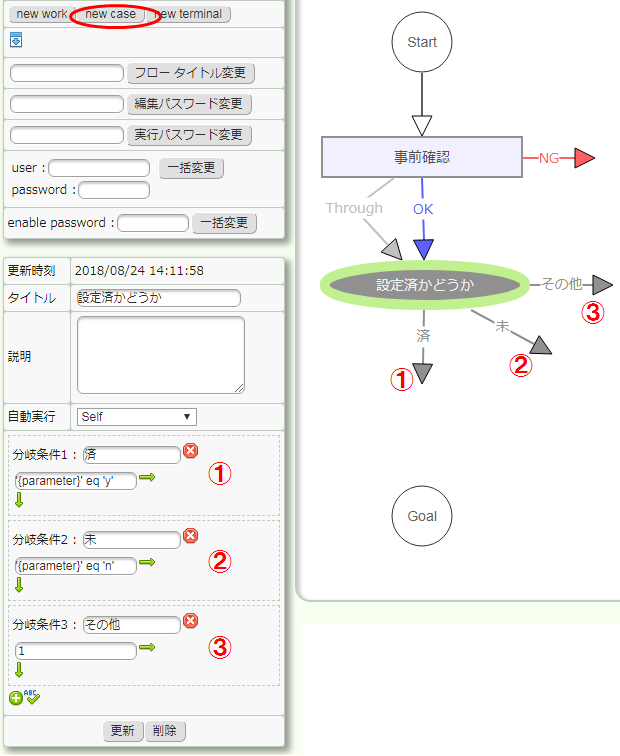 new work new case new terminal
フロー タイトル変更
編集パスワード変更
実行パスワード変更
user : 一括変更
password :
enable password : 一括変更
更新時刻 2018/08/24 14:11:58
タイトル 設定済かどうか
説明
自動実行 Self
分岐条件1 : 済
'{parameter}' eq 'y'
①
分岐条件2 : 未
'{parameter}' eq 'n'
②
分岐条件3 : その他
1
③
ABC
更新 削除
Start
事前確認
NG
Through
OK
設定済かどうか
その他
③
済
未
①
②
Goal